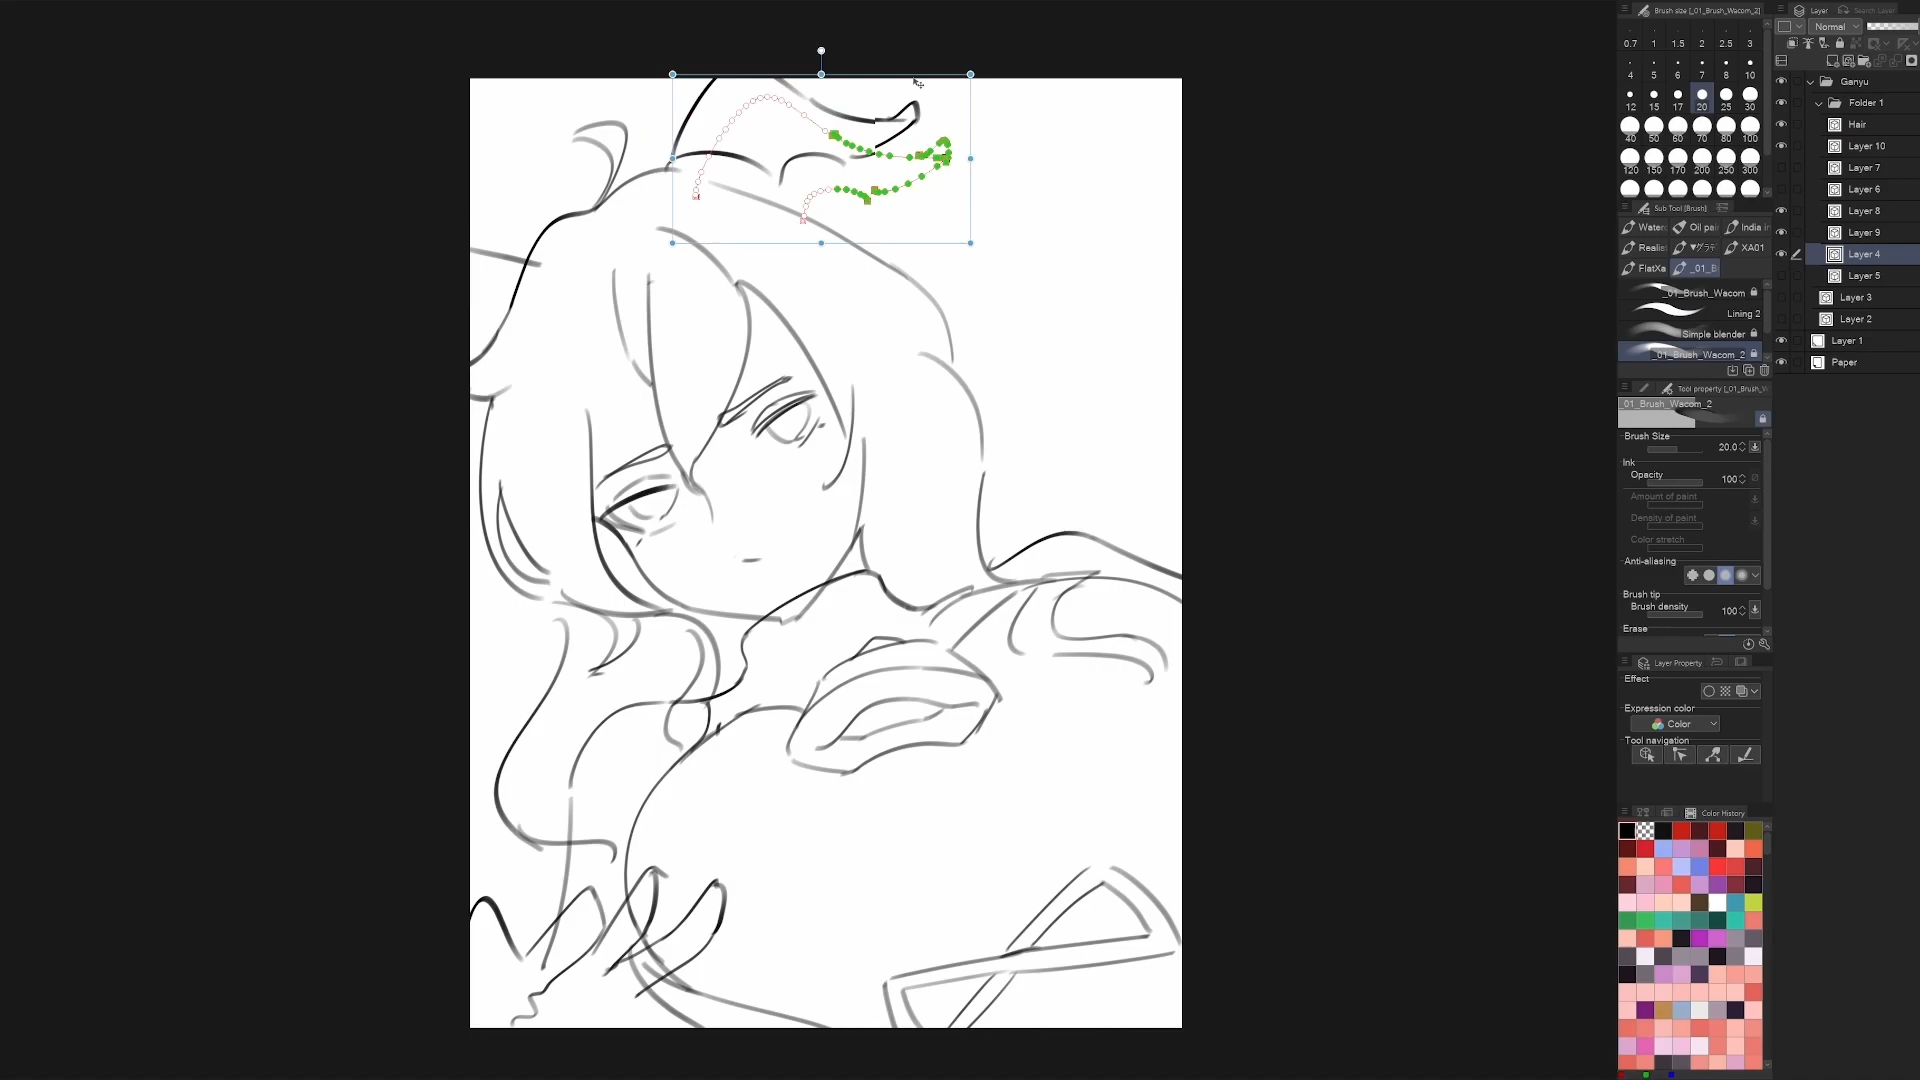 Brush size [_01_Brush_Wacom_2]
0.7 1 1.5 2 2.5 3
4 5 6 7 8 10
12 15 17 20 25 30
40 50 60 70 80 100
120 150 170 200 250 300
Sub Tool [Brush]
Water Oil pai India in
Realis ▼グラデ XA01
FlatXa _01_B
_01_Brush_Wacom
Lining 2
Simple blender
_01_Brush_Wacom_2
Tool property [_01_Brush_W
_01_Brush_Wacom_2
Brush Size 20.0
Ink
Opacity 100
Amount of paint
Density of paint
Color stretch
Anti-aliasing
Brush tip
Brush density 100
Erase
Layer Property
Effect
Expression color
Color
Tool navigation
Color History
Layer Search Layer
Normal
Ganyu
Folder 1
Hair
Layer 10
Layer 7
Layer 6
Layer 8
Layer 9
Layer 4
Layer 5
Layer 3
Layer 2
Layer 1
Paper